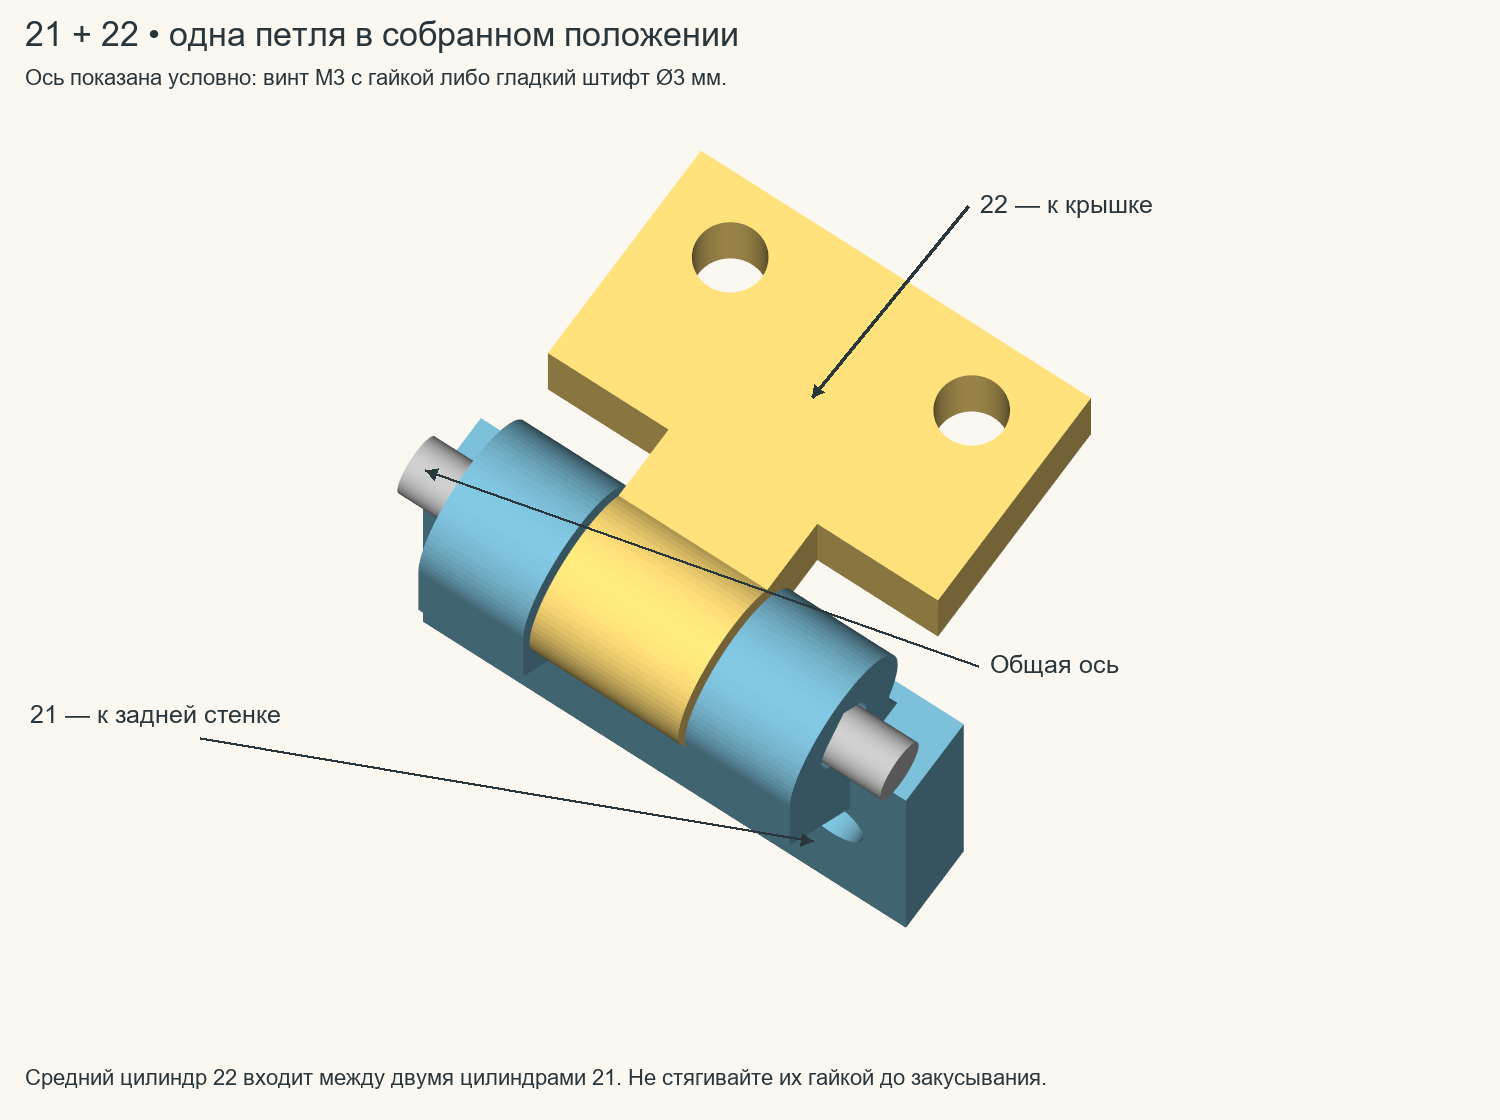 21 + 22 • одна петля в собранном положении
Ось показана условно: винт М3 с гайкой либо гладкий штифт Ø3 мм.
22 — к крышке
Общая ось
21 — к задней стенке
Средний цилиндр 22 входит между двумя цилиндрами 21. Не стягивайте их гайкой до закусывания.